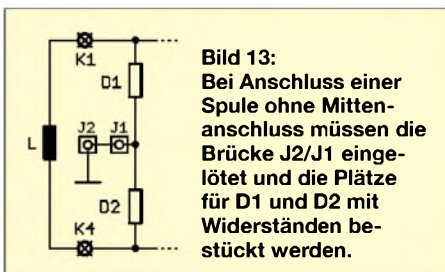 K1
D1
L
J2 J1
D2
K4
Bild 13:
Bei Anschluss einer
Spule ohne Mitten-
anschluss müssen die
Brücke J2/J1 einge-
lötet und die Plätze
für D1 und D2 mit
Widerständen be-
stückt werden.